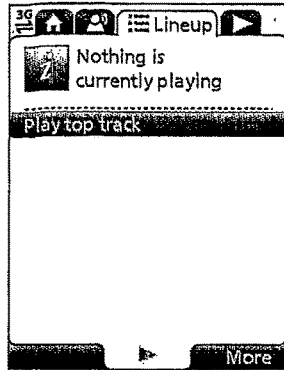 3G
Lineup
Nothing is
currently playing
Play top track
More